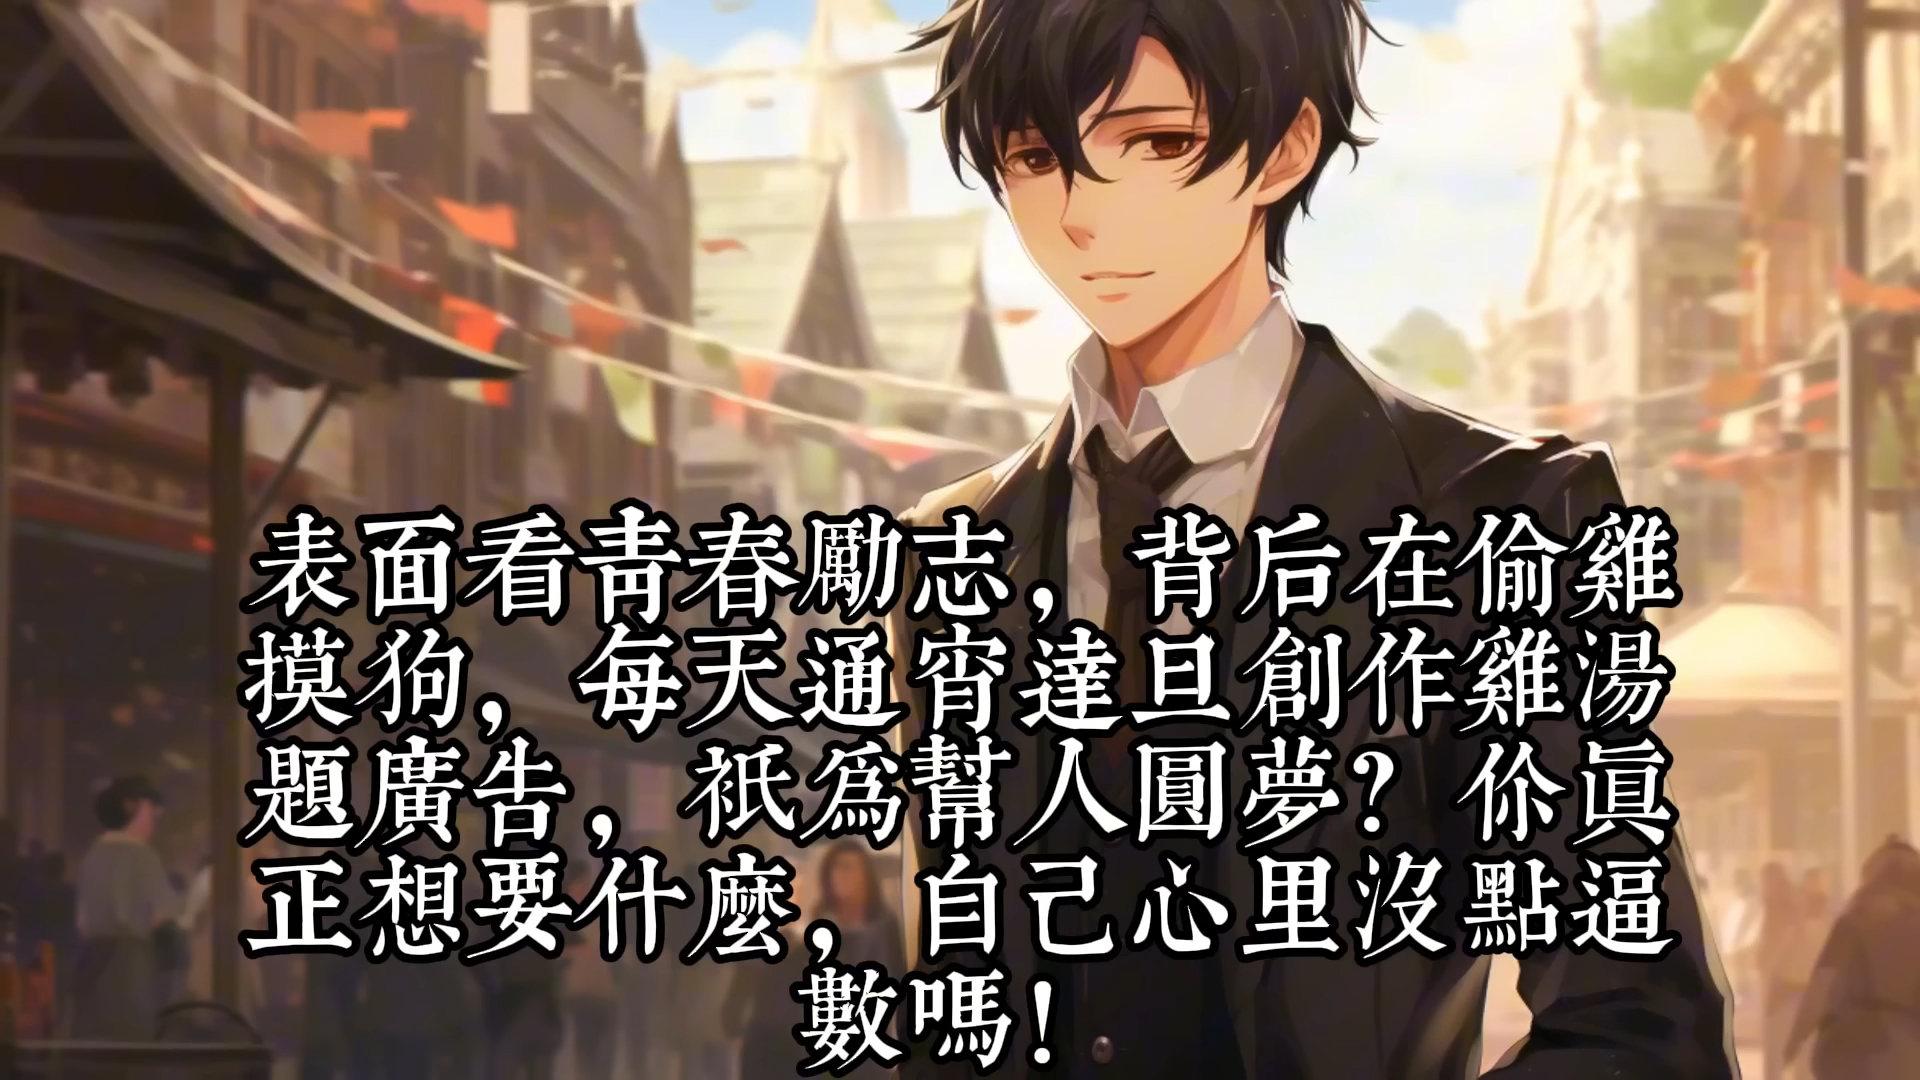 表面看青春勵志，背后在偷雞
摸狗，每天通宵達旦創作雞湯
題廣告，祇爲幫人圓夢？你眞
正想要什麼，自己心里沒點逼
數嗎！